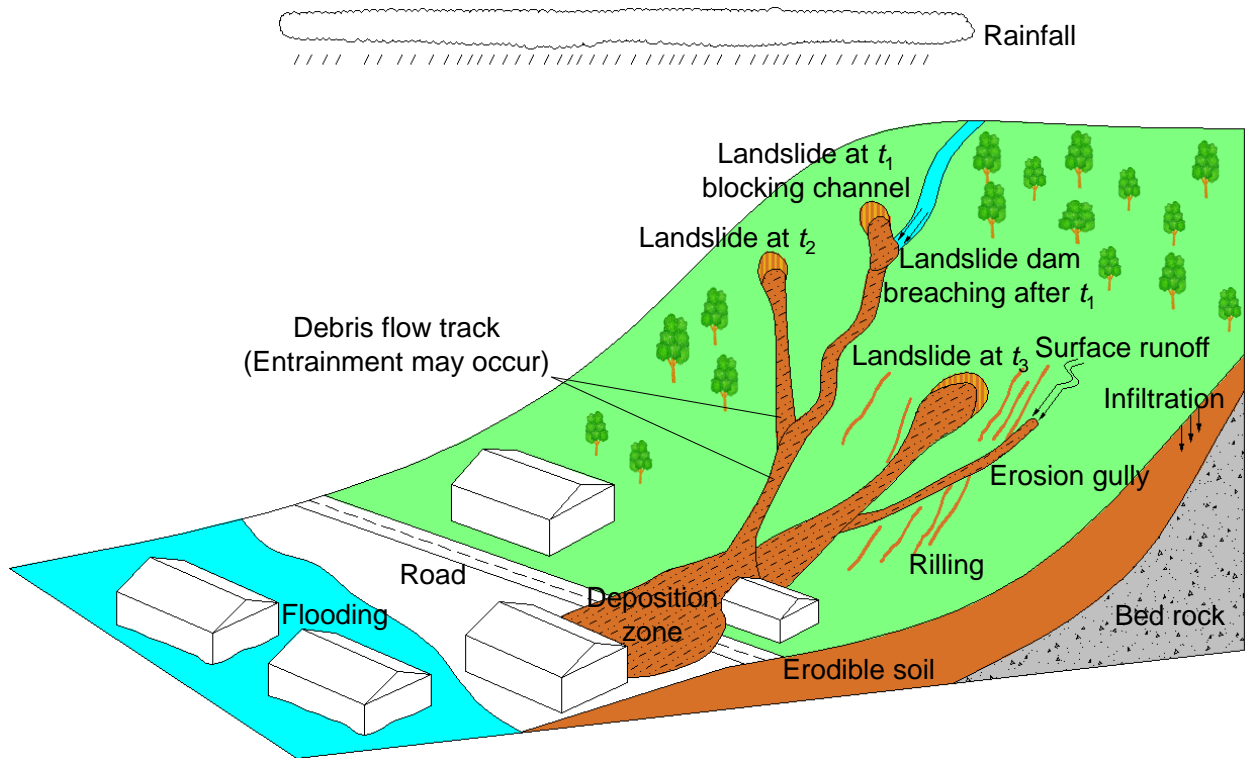 Rainfall
Landslide at t₁
blocking channel
Landslide at t₂
Landslide dam
breaching after t₁
Debris flow track
(Entrainment may occur)
Landslide at t₃
Surface runoff
Infiltration
Erosion gully
Rilling
Road
Flooding
Deposition
zone
Bed rock
Erodible soil